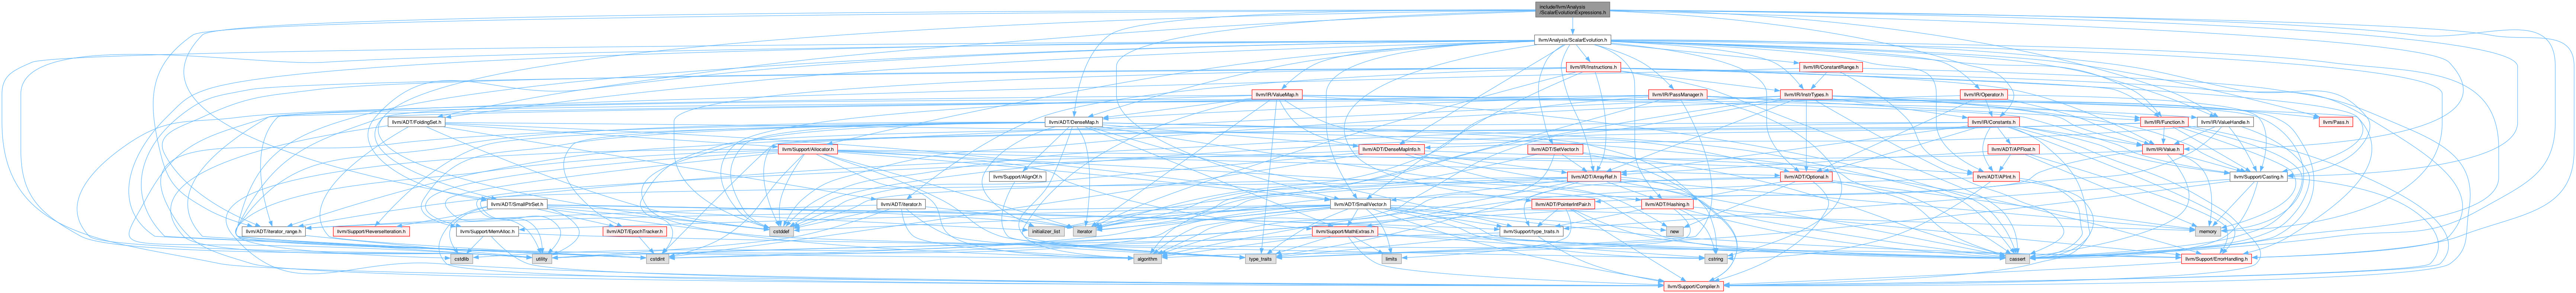 include/llvm/Analysis
/ScalarEvolutionExpressions.h
llvm/Analysis/ScalarEvolution.h
llvm/IR/Instructions.h
llvm/IR/ConstantRange.h
llvm/IR/ValueMap.h
llvm/IR/PassManager.h
llvm/IR/InstrTypes.h
llvm/IR/Operator.h
llvm/ADT/FoldingSet.h
llvm/ADT/DenseMap.h
llvm/IR/Constants.h
llvm/IR/Function.h
llvm/IR/ValueHandle.h
llvm/Pass.h
llvm/Support/Allocator.h
llvm/ADT/DenseMapInfo.h
llvm/ADT/SetVector.h
llvm/ADT/APFloat.h
llvm/IR/Value.h
llvm/Support/AlignOf.h
llvm/ADT/ArrayRef.h
llvm/ADT/Optional.h
llvm/ADT/APInt.h
llvm/Support/Casting.h
llvm/ADT/SmallPtrSet.h
llvm/ADT/iterator.h
llvm/ADT/SmallVector.h
llvm/ADT/PointerIntPair.h
llvm/ADT/Hashing.h
llvm/ADT/iterator_range.h
llvm/Support/ReverseIteration.h
llvm/Support/MemAlloc.h
llvm/ADT/EpochTracker.h
cstddef
initializer_list
iterator
llvm/Support/MathExtras.h
llvm/Support/type_traits.h
new
memory
cstdlib
utility
cstdint
algorithm
type_traits
limits
cstring
cassert
llvm/Support/ErrorHandling.h
llvm/Support/Compiler.h